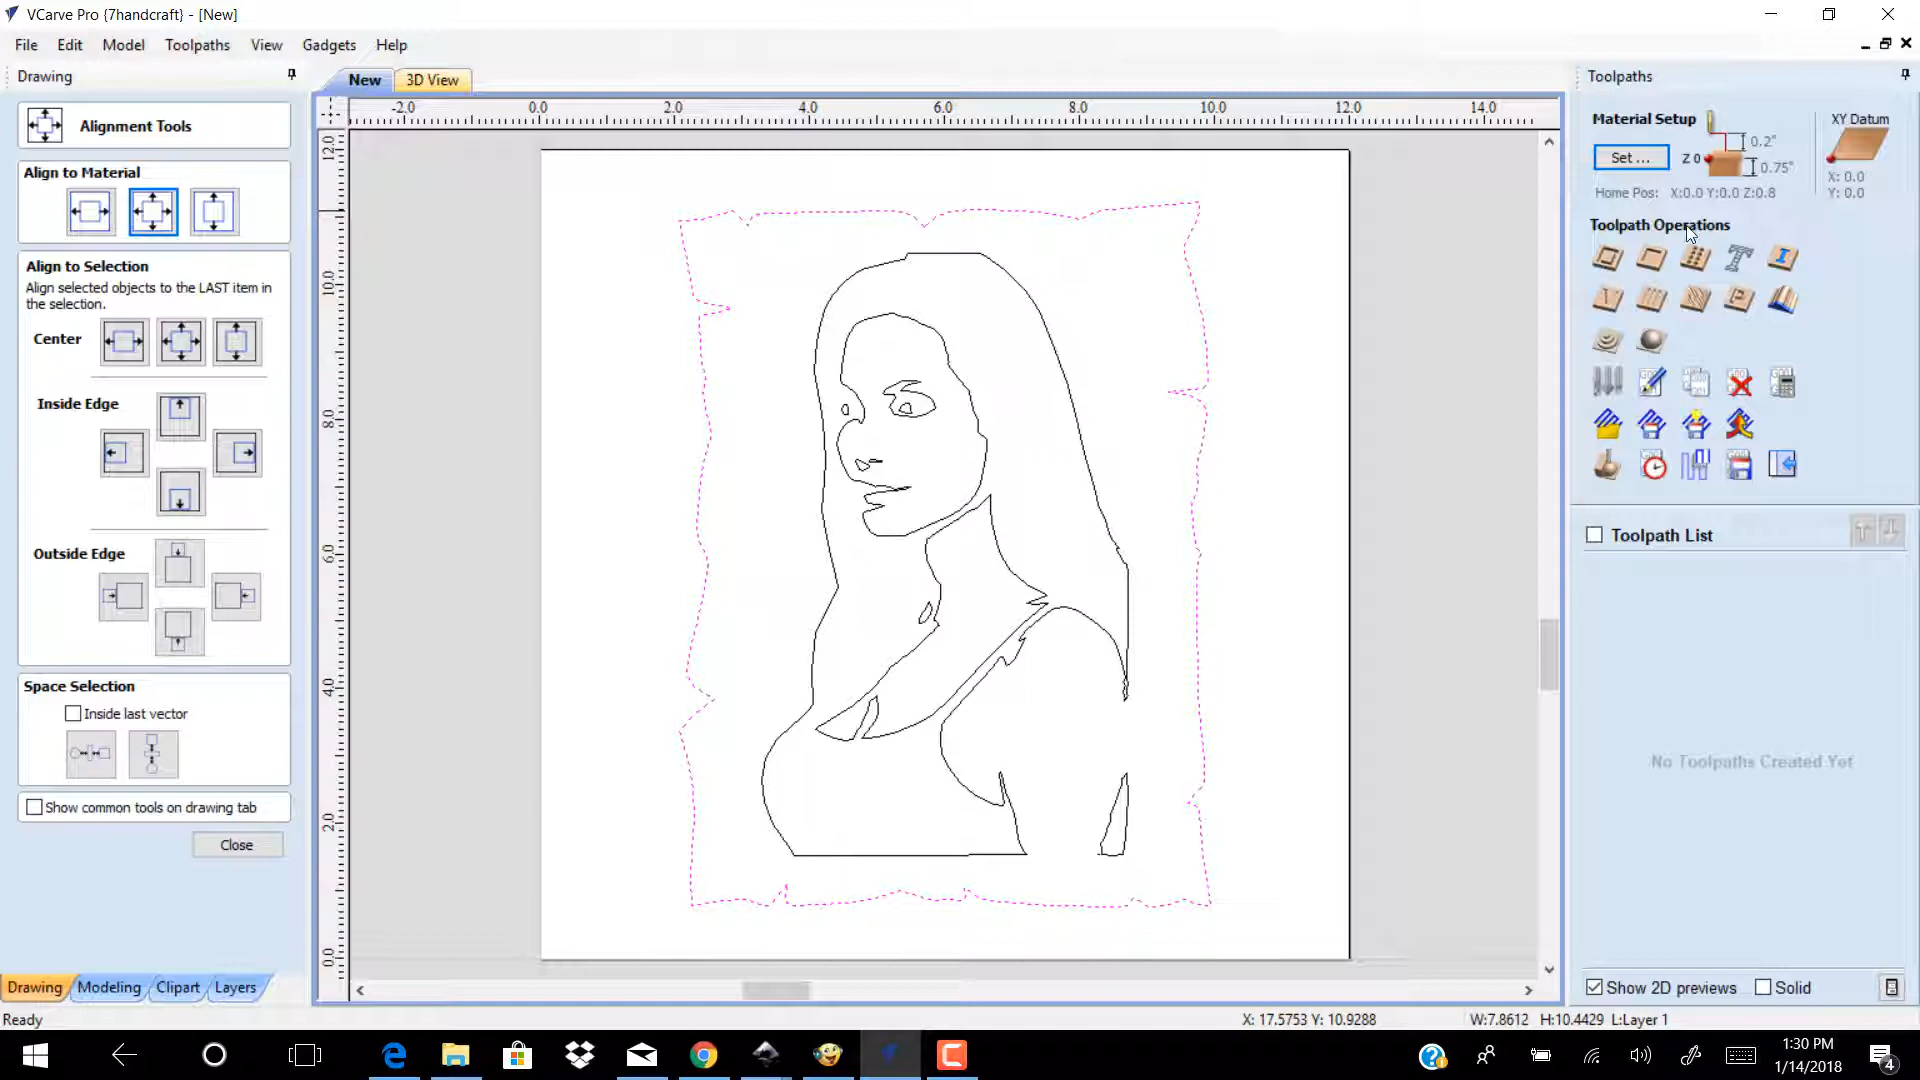 VCarve Pro {7handcraft} - [New]
File Edit Model Toolpaths View Gadgets Help
Drawing
Alignment Tools
Align to Material
Align to Selection
Align selected objects to the LAST item in
the selection.
Center
Inside Edge
Outside Edge
Space Selection
Inside last vector
Show common tools on drawing tab
Close
Drawing Modeling Clipart Layers
New 3D View
-2.0 0.0 2.0 4.0 6.0 8.0 10.0 12.0 14.0
12.0
10.0
8.0
6.0
4.0
2.0
0.0
Toolpaths
Material Setup
XY Datum
Set ...
Z 0
0.2"
0.75"
X: 0.0
Y: 0.0
Home Pos: X:0.0 Y:0.0 Z:0.8
Toolpath Operations
Toolpath List
No Toolpaths Created Yet
Show 2D previews Solid
Ready
X: 17.5753 Y: 10.9288
W:7.8612 H:10.4429 L:Layer 1
1:30 PM
1/14/2018
4